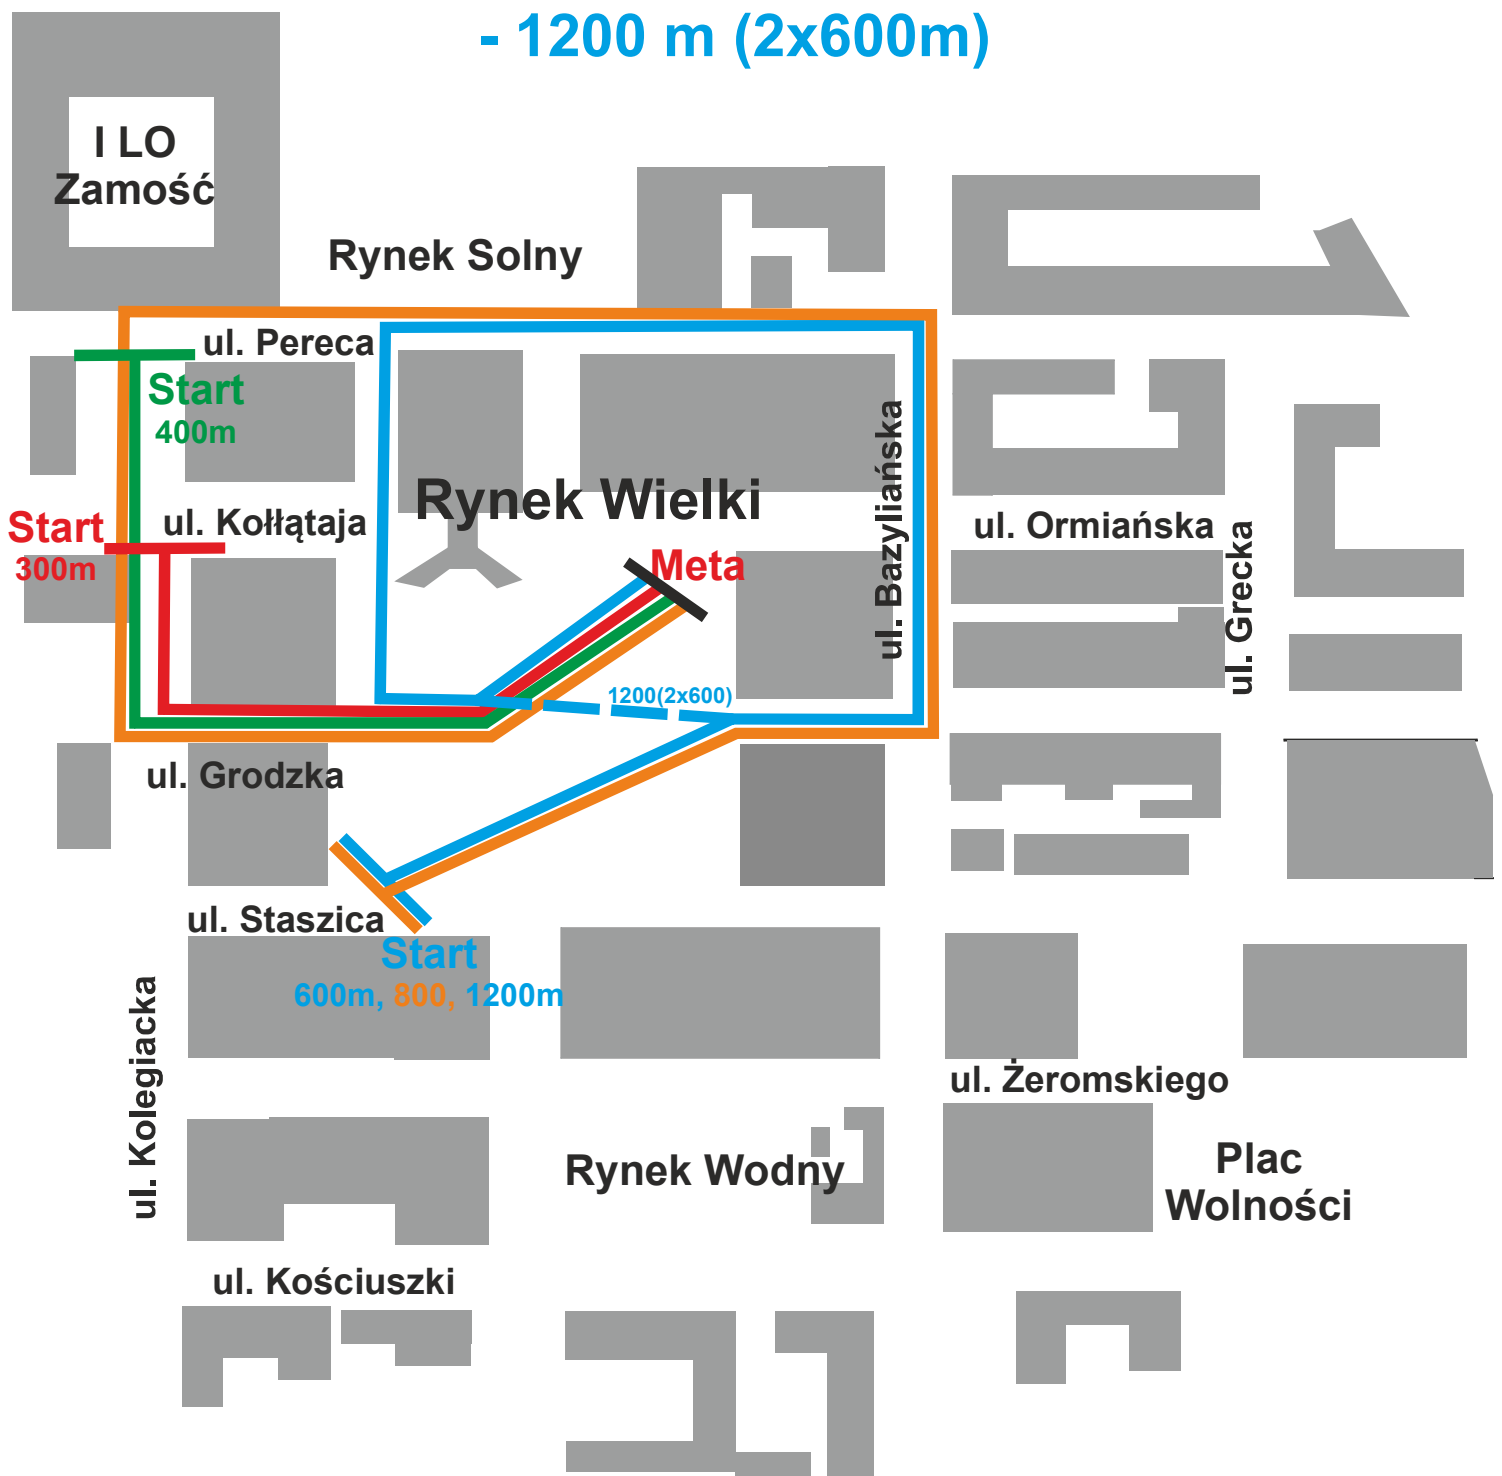 - 1200 m (2x600m)
I LO
Zamość
Rynek Solny
ul. Pereca
Start
400m
Rynek Wielki
ul. Bazyliańska
Start
300m
ul. Kołłątaja
ul. Ormiańska
ul. Grecka
Meta
1200(2x600)
ul. Grodzka
ul. Staszica
Start
600m, 800, 1200m
ul. Kolegiacka
ul. Żeromskiego
Rynek Wodny
Plac
Wolności
ul. Kościuszki